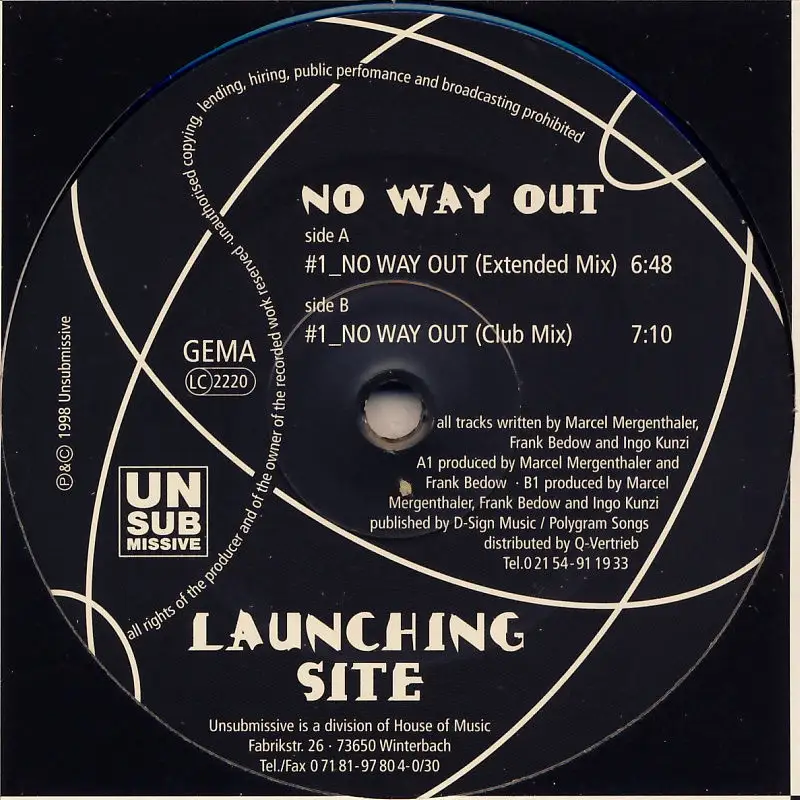 all rights of the producer and of the owner of the recorded work reserved · unauthorised copying, lending, hiring, public perfomance and broadcasting prohibited
NO WAY OUT
side A
#1_NO WAY OUT (Extended Mix) 6:48
side B
#1_NO WAY OUT (Club Mix) 7:10
GEMA
LC 2220
℗&© 1998 Unsubmissive
all tracks written by Marcel Mergenthaler,
Frank Bedow and Ingo Kunzi
A1 produced by Marcel Mergenthaler and
Frank Bedow · B1 produced by Marcel
Mergenthaler, Frank Bedow and Ingo Kunzi
published by D-Sign Music / Polygram Songs
distributed by Q-Vertrieb
Tel.0 21 54 - 91 19 33
UN
SUB
MISSIVE
LAUNCHING
SITE
Unsubmissive is a division of House of Music
Fabrikstr. 26 · 73650 Winterbach
Tel./Fax 0 71 81 - 97 80 4- 0/30